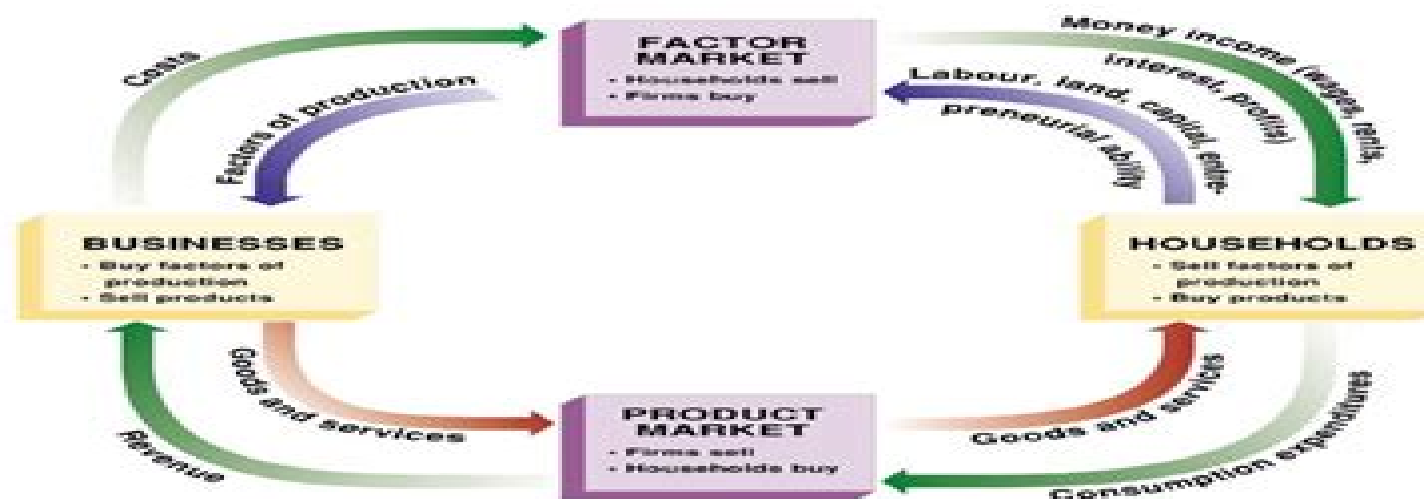 FACTOR
MARKET
• Households sell
• Firms buy
Costs
Factors of production
Money income (wages, rents,
interest, profits)
Labour, land, capital, entre-
preneurial ability
BUSINESSES
• Buy factors of
production
• Sell products
HOUSEHOLDS
• Sell factors of
production
• Buy products
Goods and services
Revenue
PRODUCT
MARKET
• Firms sell
• Households buy
Goods and services
Consumption expenditures